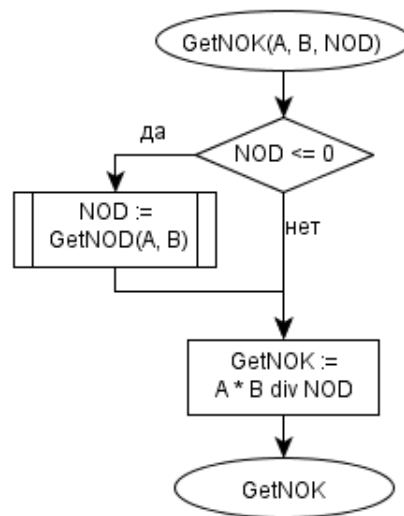 GetNOK(A, B, NOD)
да
NOD <= 0
NOD :=
GetNOD(A, B)
нет
GetNOK :=
A * B div NOD
GetNOK